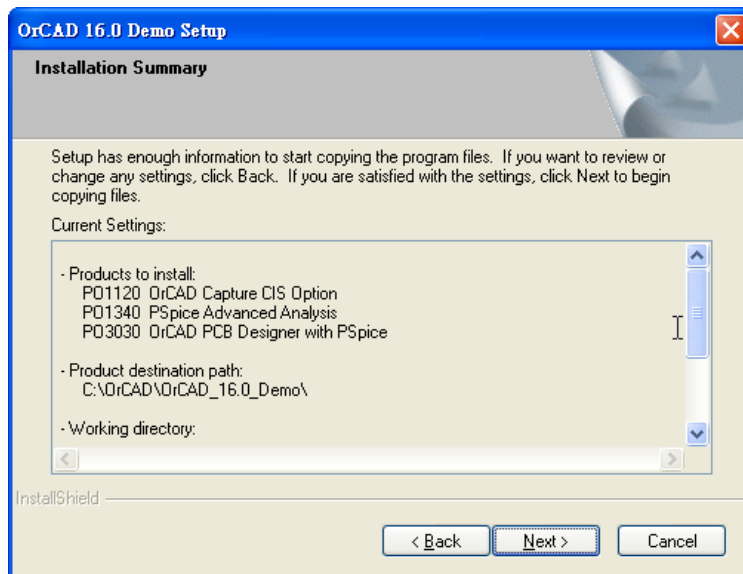 OrCAD 16.0 Demo Setup
Installation Summary
Setup has enough information to start copying the program files.  If you want to review or
change any settings, click Back.  If you are satisfied with the settings, click Next to begin
copying files.
Current Settings:
- Products to install:
PO1120  OrCAD Capture CIS Option
PO1340  PSpice Advanced Analysis
PO3030  OrCAD PCB Designer with PSpice
- Product destination path:
C:\OrCAD\OrCAD_16.0_Demo\
- Working directory:
InstallShield
< Back
Next >
Cancel